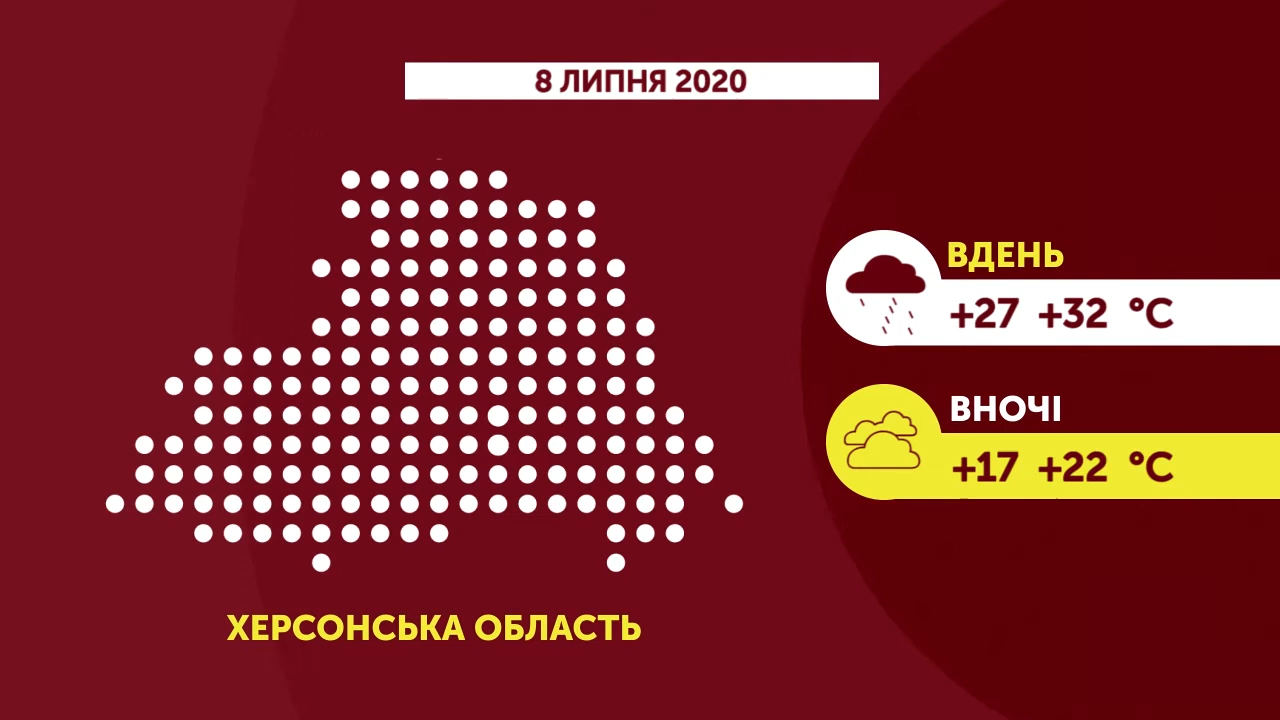 8 ЛИПНЯ 2020
ВДЕНЬ
+27 +32 °C
ВНОЧІ
+17 +22 °C
ХЕРСОНСЬКА ОБЛАСТЬ